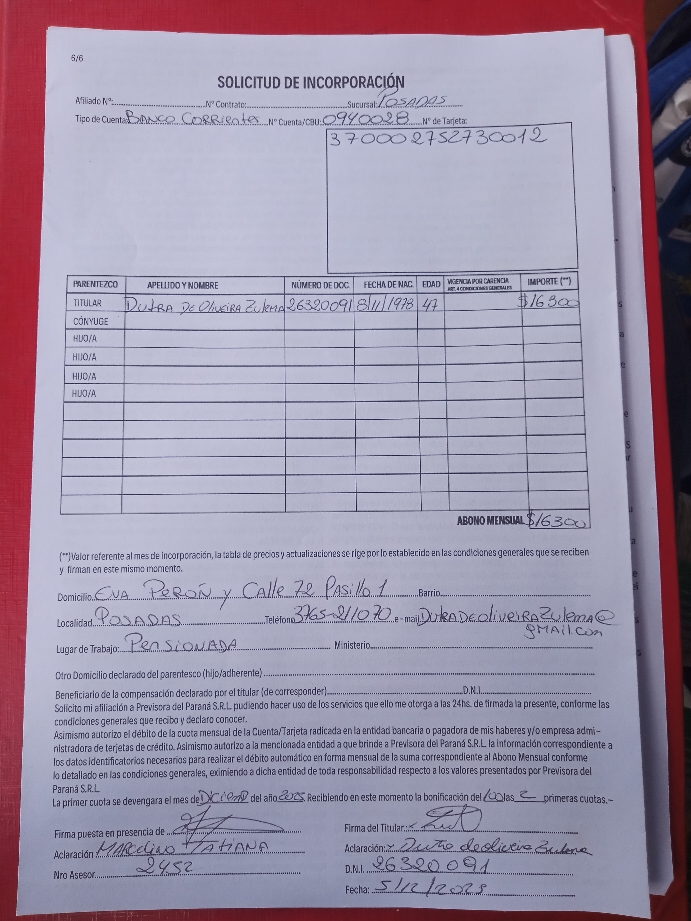 6/6
SOLICITUD DE INCORPORACIÓN
Afiliado Nº: Nº Contrato: Sucursal: POSADAS
Tipo de Cuenta: BANCO CORRIENTES Nº Cuenta/CBU: 0940028 Nº de Tarjeta:
3700002752730012
PARENTEZCO APELLIDO Y NOMBRE NÚMERO DE DOC. FECHA DE NAC. EDAD VIGENCIA POR CARENCIA IMPORTE (**)
TITULAR DUTRA DE OLIVEIRA ZULEMA 26320091 8/11/1978 47 $16300
CÓNYUGE
HIJO/A
HIJO/A
HIJO/A
HIJO/A
ABONO MENSUAL $16300
(**)Valor referente al mes de incorporación, la tabla de precios y actualizaciones se rige por lo establecido en las condiciones generales que se reciben
y firman en este mismo momento.
Domicilio EVA PERÓN y CALLE 72 PASILLO 1 Barrio
Localidad POSADAS Teléfono 3765-211070 e-mail DUTRADEOLIVEIRAZULEMA@
GMAIL.COM
Lugar de Trabajo: PENSIONADA Ministerio:
Otro Domicilio declarado del parentesco (hijo/adherente)
Beneficiario de la compensación declarado por el titular (de corresponder) D.N.I.
Solicito mi afiliación a Previsora del Paraná S.R.L pudiendo hacer uso de los servicios que ello me otorga a las 24hs. de firmada la presente, conforme las
condiciones generales que recibo y declaro conocer.
Asimismo autorizo el débito de la cuota mensual de la Cuenta/Tarjeta radicada en la entidad bancaria o pagadora de mis haberes y/o empresa admi-
nistradora de terjetas de crédito. Asimismo autorizo a la mencionada entidad a que brinde a Previsora del Paraná S.R.L. la información correspondiente a
los datos identificatorios necesarios para realizar el débito automático en forma mensual de la suma correspondiente al Abono Mensual conforme
lo detallado en las condiciones generales, eximiendo a dicha entidad de toda responsabilidad respecto a los valores presentados por Previsora del
Paraná S.R.L
La primer cuota se devengara el mes de del año 2025 Recibiendo en este momento la bonificación del 100 las 2 primeras cuotas.-
Firma puesta en presencia de Firma del Titular
Aclaración MARCELINO TATIANA Aclaración: Dutra de oliveira Zulema
Nro Asesor 2452 D.N.I. 26320091
Fecha: 5/12/2025